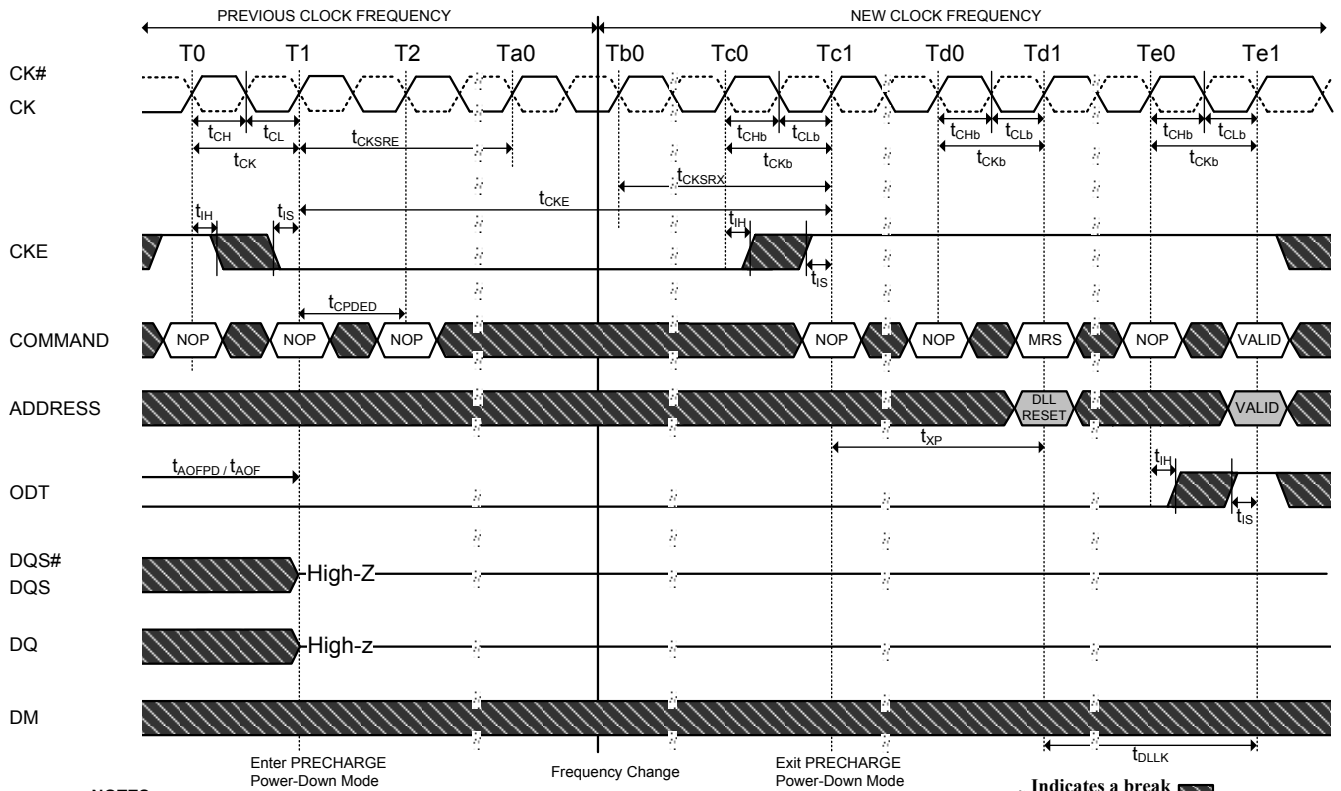 PREVIOUS CLOCK FREQUENCY NEW CLOCK FREQUENCY
T0 T1 T2 Ta0 Tb0 Tc0 Tc1 Td0 Td1 Te0 Te1
CK#
CK
tCH tCL tCHb tCLb tCHb tCLb tCHb tCLb
tCK tCKSRE tCKb tCKb tCKb
tCKSRX
tCKE
tIH tIS tIH
CKE
tIS
tCPDED
COMMAND NOP NOP NOP NOP NOP MRS NOP VALID
ADDRESS DLL RESET VALID
tXP
tAOFPD / tAOF tIH
ODT
tIS
DQS#
DQS
High-Z
DQ High-z
DM
tDLLK
Enter PRECHARGE
Power-Down Mode
Frequency Change
Exit PRECHARGE
Power-Down Mode
Indicates a break